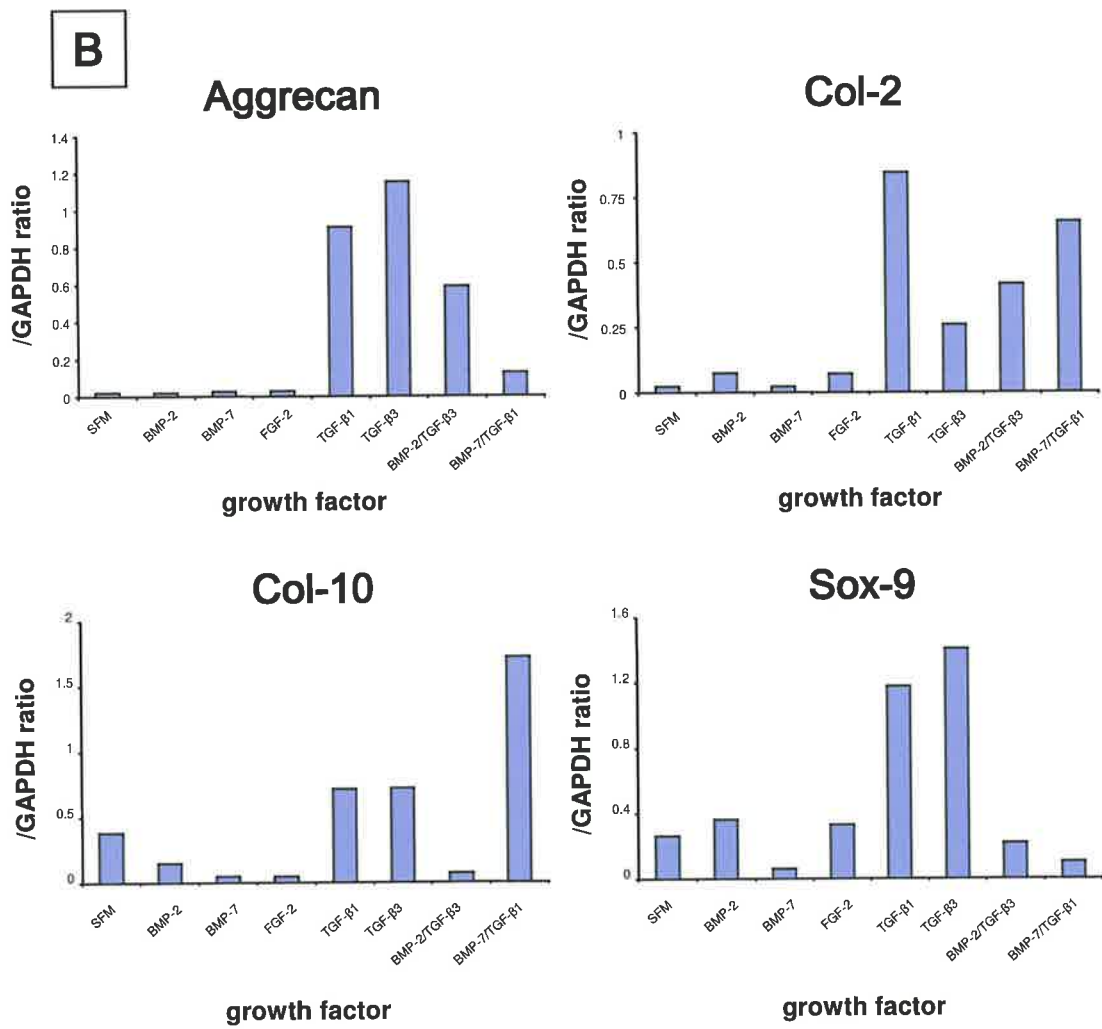 B
Aggrecan
/GAPDH ratio
1.4
1.2
1
0.8
0.6
0.4
0.2
0
SFM
BMP-2
BMP-7
FGF-2
TGF-β1
TGF-β3
BMP-2/TGF-β3
BMP-7/TGF-β1
growth factor
Col-2
/GAPDH ratio
1
0.75
0.5
0.25
0
SFM
BMP-2
BMP-7
FGF-2
TGF-β1
TGF-β3
BMP-2/TGF-β3
BMP-7/TGF-β1
growth factor
Col-10
/GAPDH ratio
2
1.5
1
0.5
0
SFM
BMP-2
BMP-7
FGF-2
TGF-β1
TGF-β3
BMP-2/TGF-β3
BMP-7/TGF-β1
growth factor
Sox-9
/GAPDH ratio
1.6
1.2
0.8
0.4
0
SFM
BMP-2
BMP-7
FGF-2
TGF-β1
TGF-β3
BMP-2/TGF-β3
BMP-7/TGF-β1
growth factor